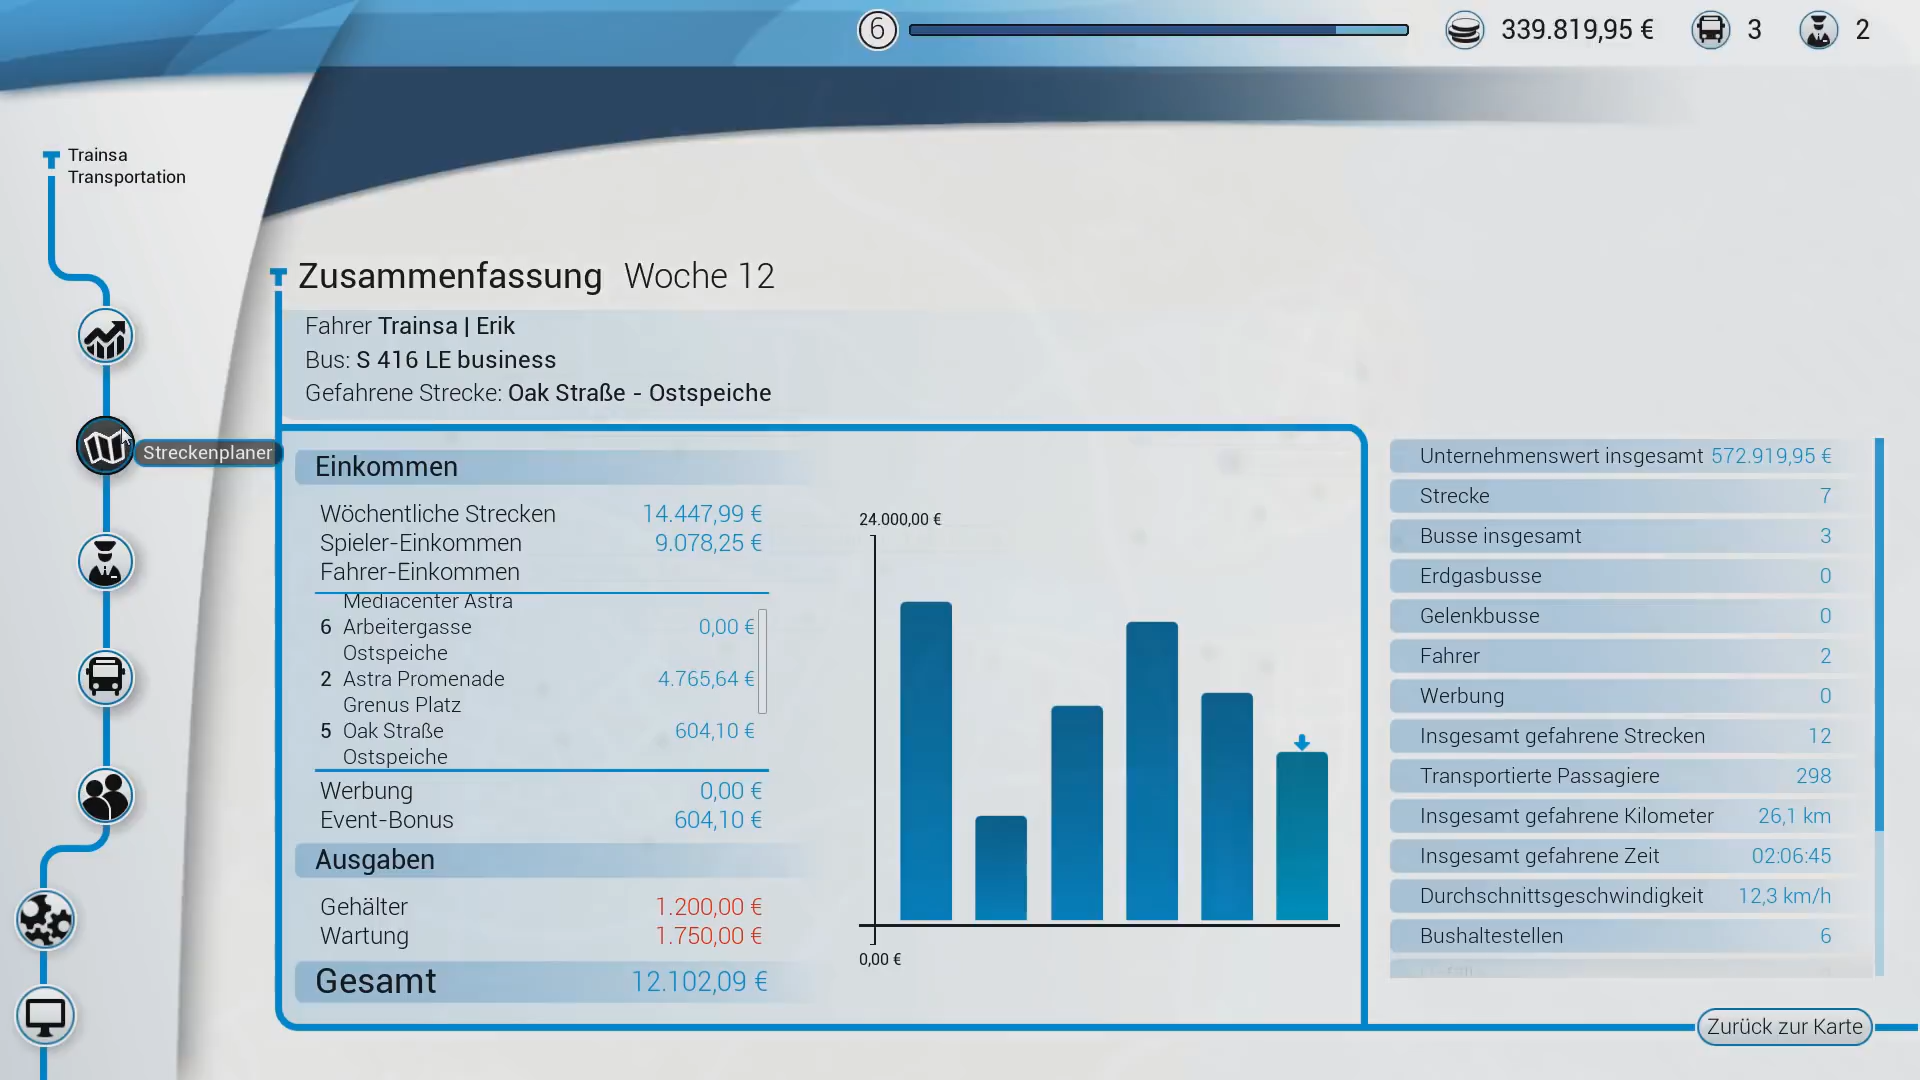 6
339.819,95 €
3
2
Trainsa
Transportation
Zusammenfassung Woche 12
Fahrer Trainsa | Erik
Bus: S 416 LE business
Gefahrene Strecke: Oak Straße - Ostspeiche
Streckenplaner
Einkommen
Wöchentliche Strecken 14.447,99 €
Spieler-Einkommen 9.078,25 €
Fahrer-Einkommen
Mediacenter Astra
6 Arbeitergasse 0,00 €
Ostspeiche
2 Astra Promenade 4.765,64 €
Grenus Platz
5 Oak Straße 604,10 €
Ostspeiche
Werbung 0,00 €
Event-Bonus 604,10 €
Ausgaben
Gehälter 1.200,00 €
Wartung 1.750,00 €
Gesamt 12.102,09 €
24.000,00 €
0,00 €
Unternehmenswert insgesamt 572.919,95 €
Strecke 7
Busse insgesamt 3
Erdgasbusse 0
Gelenkbusse 0
Fahrer 2
Werbung 0
Insgesamt gefahrene Strecken 12
Transportierte Passagiere 298
Insgesamt gefahrene Kilometer 26,1 km
Insgesamt gefahrene Zeit 02:06:45
Durchschnittsgeschwindigkeit 12,3 km/h
Bushaltestellen 6
Zurück zur Karte